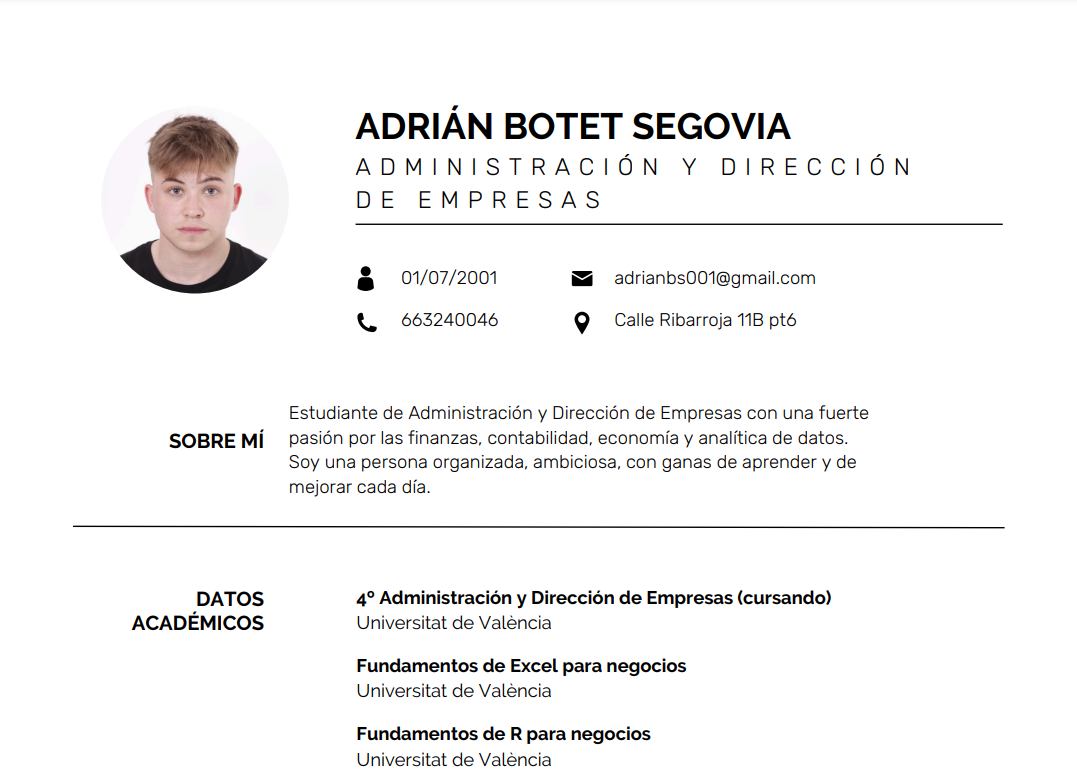 ADRIÁN BOTET SEGOVIA
ADMINISTRACIÓN Y DIRECCIÓN
DE EMPRESAS
01/07/2001
adrianbs001@gmail.com
663240046
Calle Ribarroja 11B pt6
SOBRE MÍ
Estudiante de Administración y Dirección de Empresas con una fuerte
pasión por las finanzas, contabilidad, economía y analítica de datos.
Soy una persona organizada, ambiciosa, con ganas de aprender y de
mejorar cada día.
DATOS
ACADÉMICOS
4º Administración y Dirección de Empresas (cursando)
Universitat de València
Fundamentos de Excel para negocios
Universitat de València
Fundamentos de R para negocios
Universitat de València